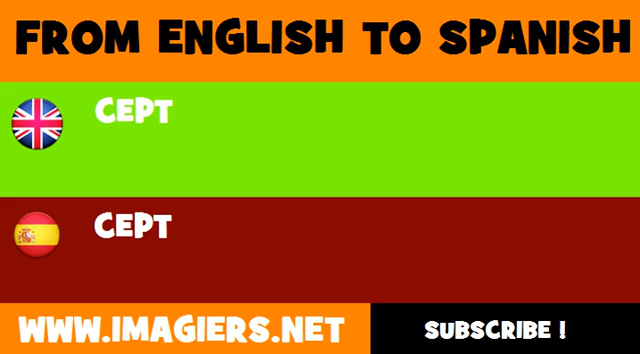 FROM ENGLISH TO SPANISH
CEPT
CEPT
WWW.IMAGIERS.NET
SUBSCRIBE !